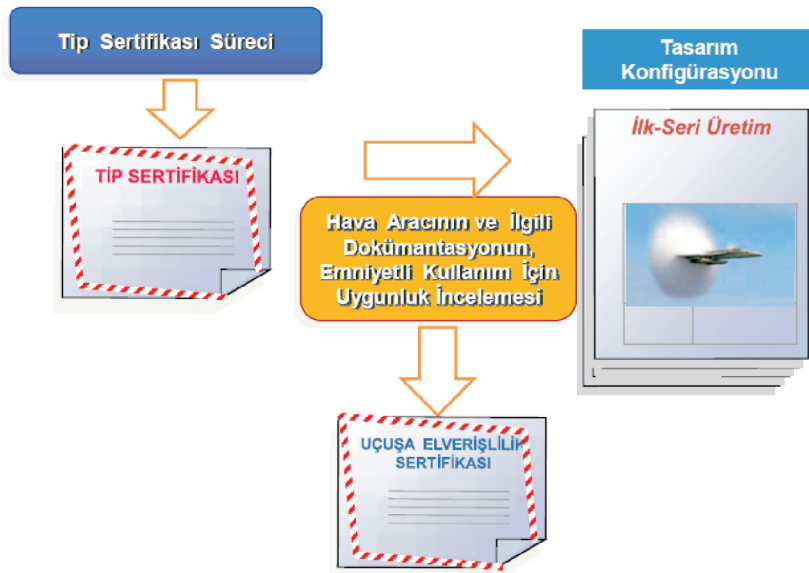 Tip Sertifikası Süreci
TİP SERTİFİKASI
Hava Aracının ve İlgili
Dokümantasyonun,
Emniyetli Kullanım İçin
Uygunluk İncelemesi
UÇUŞA ELVERİŞLİLİK
SERTİFİKASI
Tasarım
Konfigürasyonu
İlk-Seri Üretim